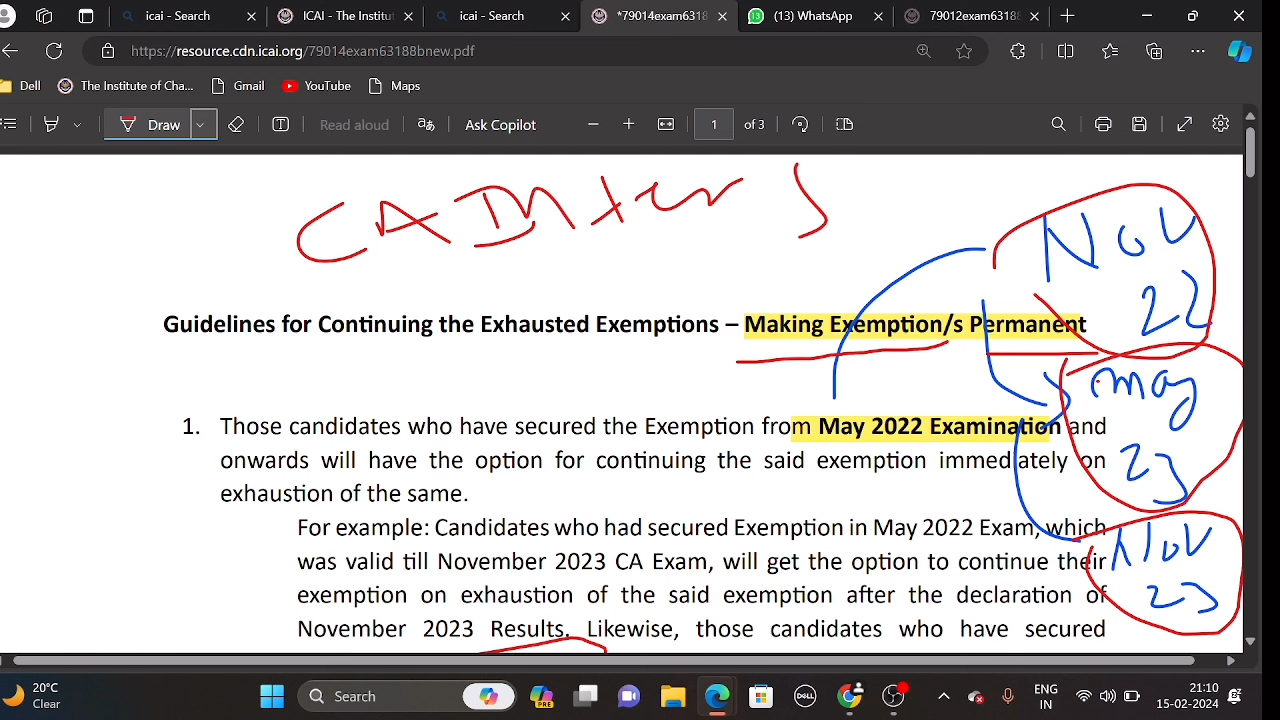 icai - Search
ICAI - The Institut
icai - Search
*79014exam6318
(13) WhatsApp
79012exam63188
https://resource.cdn.icai.org/79014exam63188bnew.pdf
Dell
The Institute of Cha...
Gmail
YouTube
Maps
Draw
Read aloud
aあ
Ask Copilot
1
of 3
CA Inter
Nov
22
Guidelines for Continuing the Exhausted Exemptions – Making Exemption/s Permanent
may
23
1. Those candidates who have secured the Exemption from May 2022 Examination and
onwards will have the option for continuing the said exemption immediately on
exhaustion of the same.
For example: Candidates who had secured Exemption in May 2022 Exam, which
was valid till November 2023 CA Exam, will get the option to continue their
exemption on exhaustion of the said exemption after the declaration of
November 2023 Results. Likewise, those candidates who have secured
Nov
23
20°C
Clear
Search
PRE
DELL
ENG
IN
21:10
15-02-2024